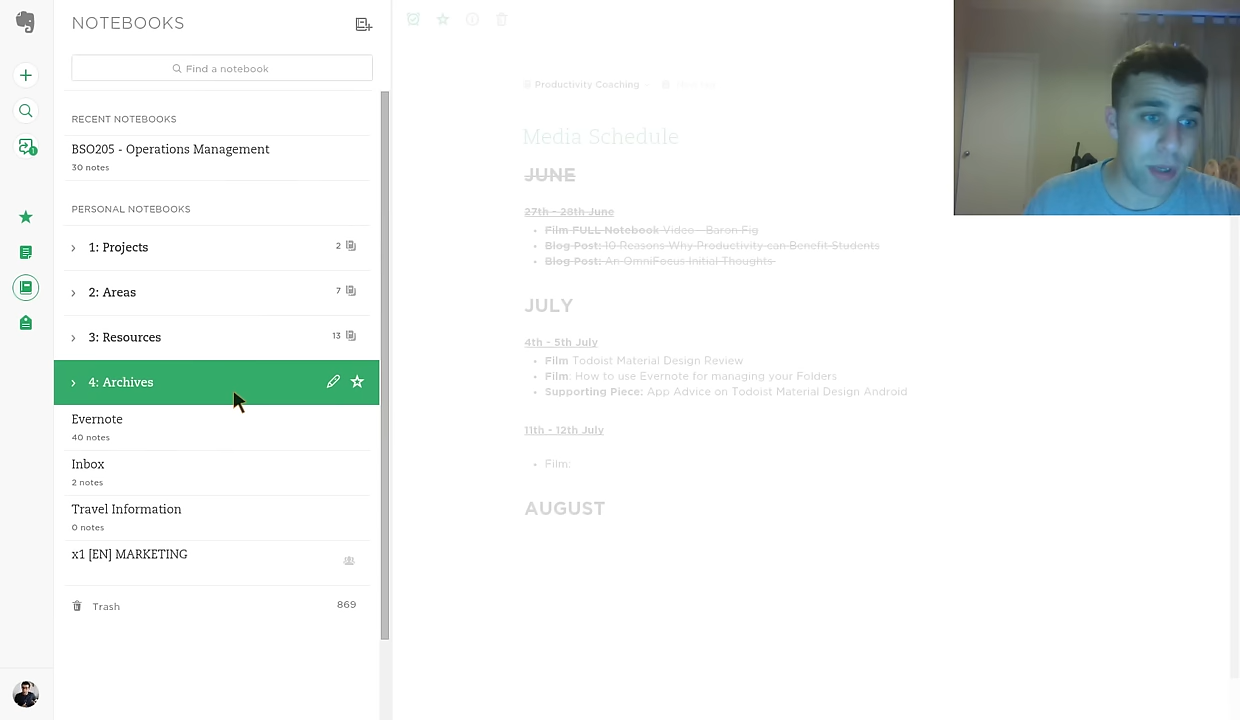 NOTEBOOKS
Find a notebook
RECENT NOTEBOOKS
BSO205 - Operations Management
30 notes
PERSONAL NOTEBOOKS
1: Projects
2
2: Areas
7
3: Resources
13
4: Archives
Evernote
40 notes
Inbox
2 notes
Travel Information
0 notes
x1 [EN] MARKETING
Trash
869
1
Productivity Coaching
Media Schedule
JUNE
27th - 28th June
• Film FULL Notebook Video - Baron Fig
• Blog Post: 10 Reasons Why Productivity can Benefit Students
• Blog Post: An OmniFocus Initial Thoughts
JULY
4th - 5th July
• Film Todoist Material Design Review
• Film: How to use Evernote for managing your Folders
• Supporting Piece: App Advice on Todoist Material Design Android
11th - 12th July
• Film:
AUGUST